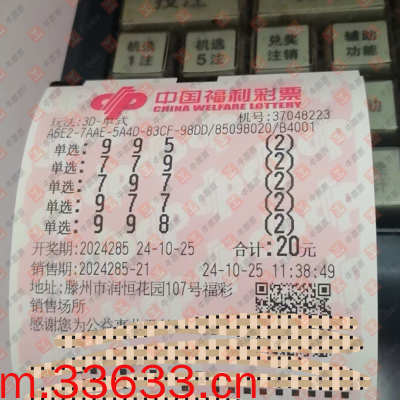 投注
机选
1注
机选
5注
兑奖
注销
辅助
功能
中国福利彩票
CHINA WELFARE LOTTERY
玩法:3D-单式
机号:37048223
A6E2-7AAE-5A4D-83CF-98DD/85098020/B4001
单选: 9 9 5 (2)
单选: 7 7 9 (2)
单选: 7 9 7 (2)
单选: 9 7 7 (2)
单选: 9 9 8 (2)
开奖期:2024285 24-10-25 合计:20元
销售期:2024285-21 24-10-25 11:38:49
地址:滕州市润恒花园107号福彩
销售场所
感谢您为公益事业
m.33633.cn